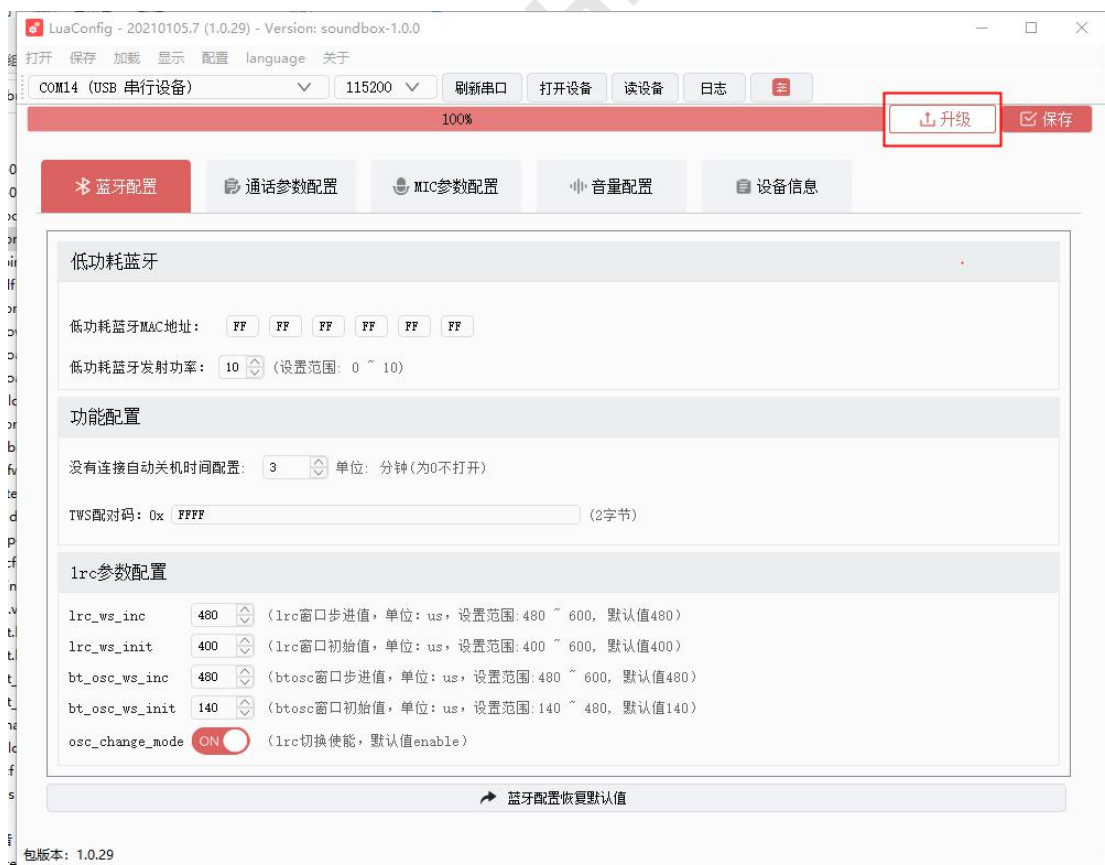 LuaConfig - 20210105.7 (1.0.29) - Version: soundbox-1.0.0
打开 保存 加载 显示 配置 language 关于
COM14 (USB 串行设备) 115200 刷新串口 打开设备 读设备 日志
100% 升级 保存
蓝牙配置 通话参数配置 MIC参数配置 音量配置 设备信息
低功耗蓝牙
低功耗蓝牙MAC地址: FF FF FF FF FF FF
低功耗蓝牙发射功率: 10 (设置范围: 0 ~ 10)
功能配置
没有连接自动关机时间配置: 3 单位: 分钟(为0不打开)
TWS配对码: 0x FFFF (2字节)
lrc参数配置
lrc_ws_inc 480 (lrc窗口步进值,单位: us,设置范围:480 ~ 600, 默认值480)
lrc_ws_init 400 (lrc窗口初始值,单位: us,设置范围:400 ~ 600, 默认值400)
bt_osc_ws_inc 480 (btosc窗口步进值,单位: us,设置范围:480 ~ 600, 默认值480)
bt_osc_ws_init 140 (btosc窗口初始值,单位: us,设置范围:140 ~ 480, 默认值140)
osc_change_mode ON (lrc切换使能,默认值enable)
蓝牙配置恢复默认值
包版本: 1.0.29